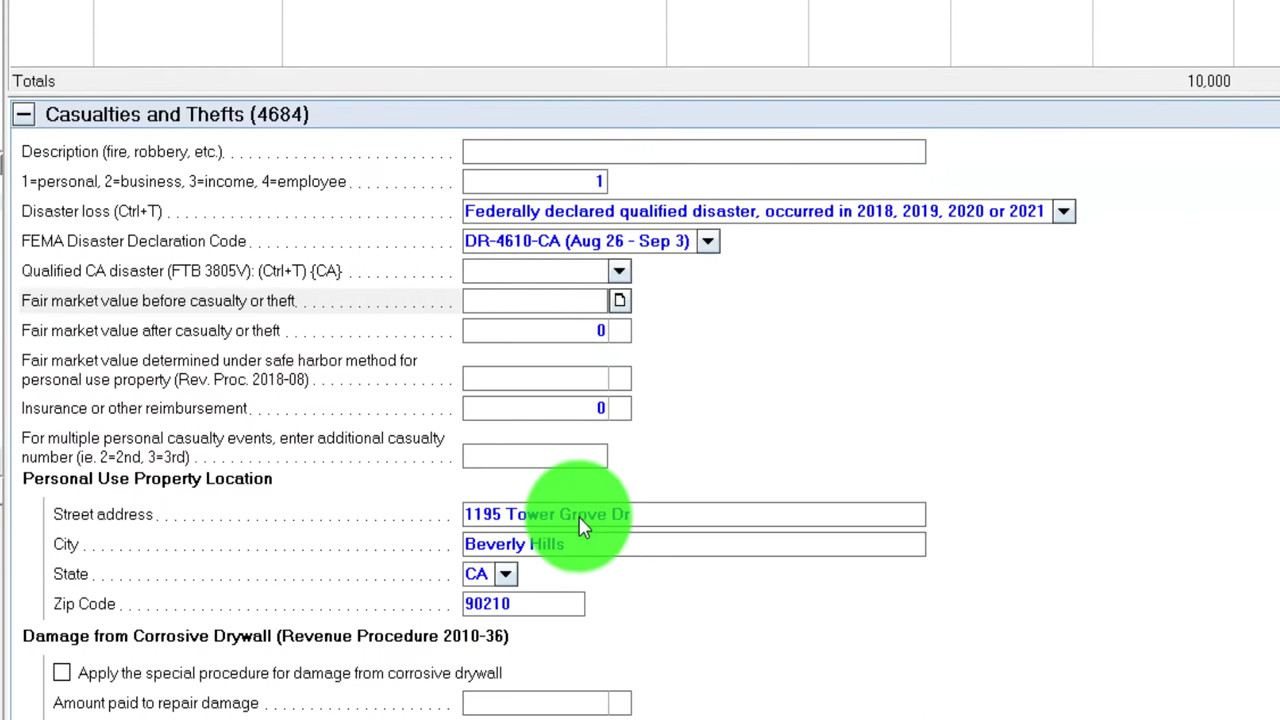 Totals 10,000
Casualties and Thefts (4684)
Description (fire, robbery, etc.)
1=personal, 2=business, 3=income, 4=employee 1
Disaster loss (Ctrl+T) Federally declared qualified disaster, occurred in 2018, 2019, 2020 or 2021
FEMA Disaster Declaration Code DR-4610-CA (Aug 26 - Sep 3)
Qualified CA disaster (FTB 3805V): (Ctrl+T) {CA}
Fair market value before casualty or theft
Fair market value after casualty or theft 0
Fair market value determined under safe harbor method for
personal use property (Rev. Proc. 2018-08)
Insurance or other reimbursement 0
For multiple personal casualty events, enter additional casualty
number (ie. 2=2nd, 3=3rd)
Personal Use Property Location
Street address 1195 Tower Grove Dr
City Beverly Hills
State CA
Zip Code 90210
Damage from Corrosive Drywall (Revenue Procedure 2010-36)
Apply the special procedure for damage from corrosive drywall
Amount paid to repair damage